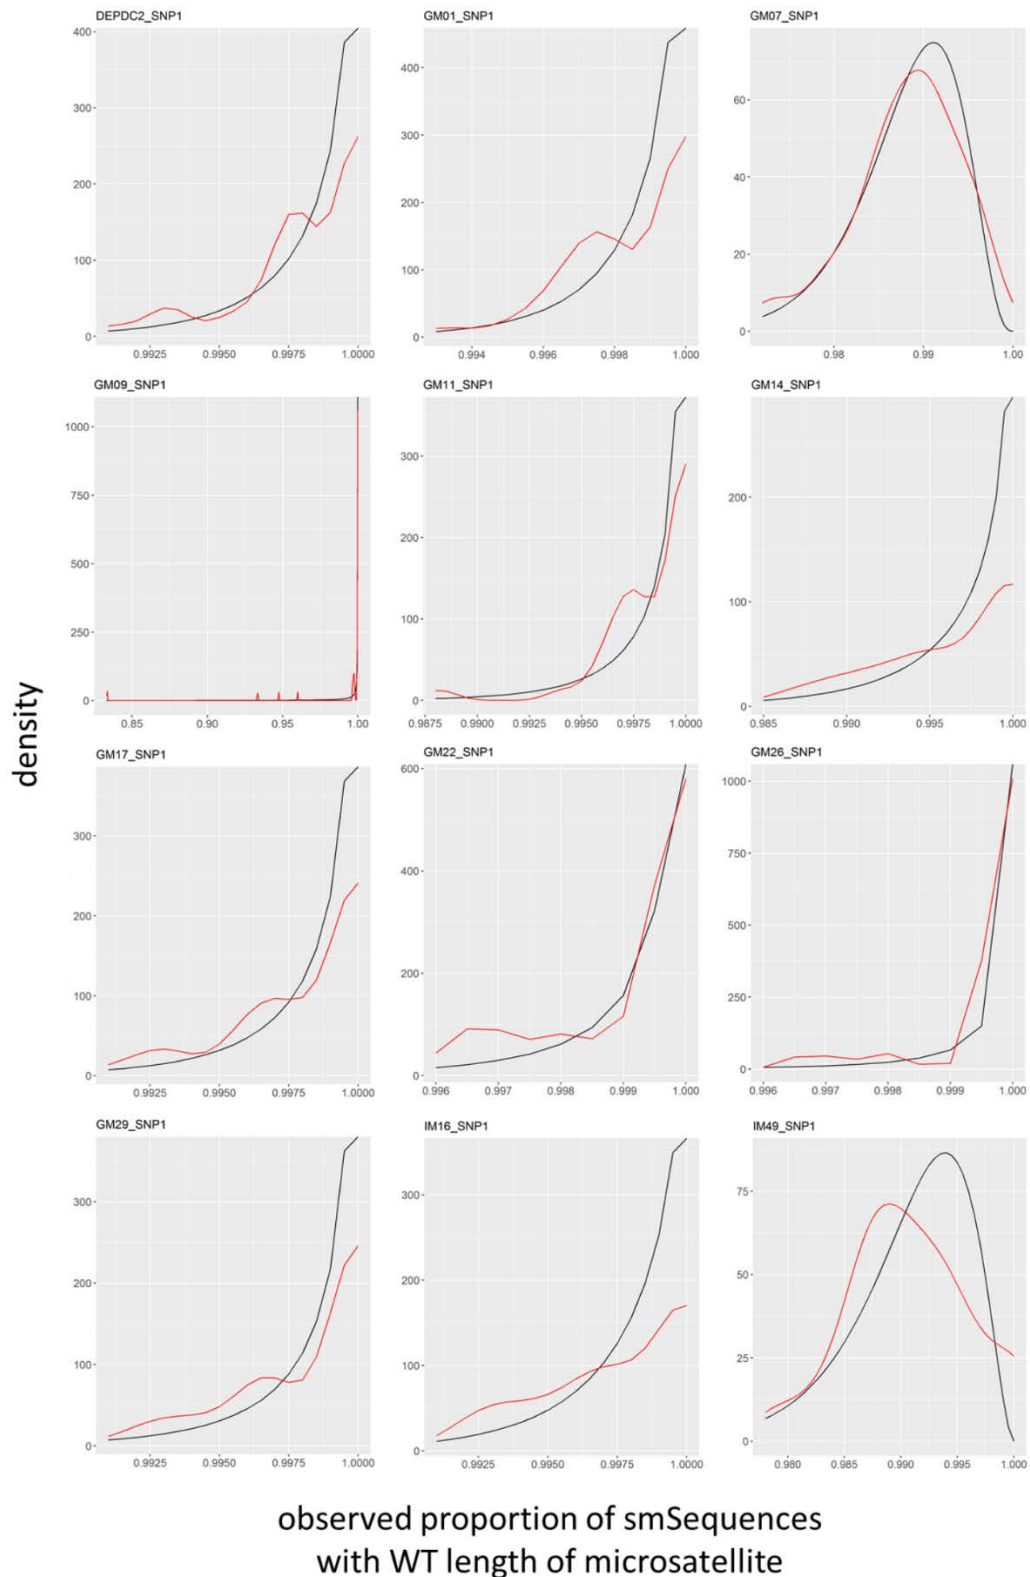 DEPDC2_SNP1
400
300
200
100
0
0.9925 0.9950 0.9975 1.0000
GM01_SNP1
400
300
200
100
0
0.994 0.996 0.998 1.000
GM07_SNP1
60
40
20
0
0.98 0.99 1.00
GM09_SNP1
1000
750
500
250
0
0.85 0.90 0.95 1.00
GM11_SNP1
300
200
100
0
0.9875 0.9900 0.9925 0.9950 0.9975 1.0000
GM14_SNP1
200
100
0
0.985 0.990 0.995 1.000
density
GM17_SNP1
300
200
100
0
0.9925 0.9950 0.9975 1.0000
GM22_SNP1
600
400
200
0
0.996 0.997 0.998 0.999 1.000
GM26_SNP1
1000
750
500
250
0
0.996 0.997 0.998 0.999 1.000
GM29_SNP1
300
200
100
0
0.9925 0.9950 0.9975 1.0000
IM16_SNP1
300
200
100
0
0.9925 0.9950 0.9975 1.0000
IM49_SNP1
75
50
25
0
0.980 0.985 0.990 0.995 1.000
observed proportion of smSequences
with WT length of microsatellite